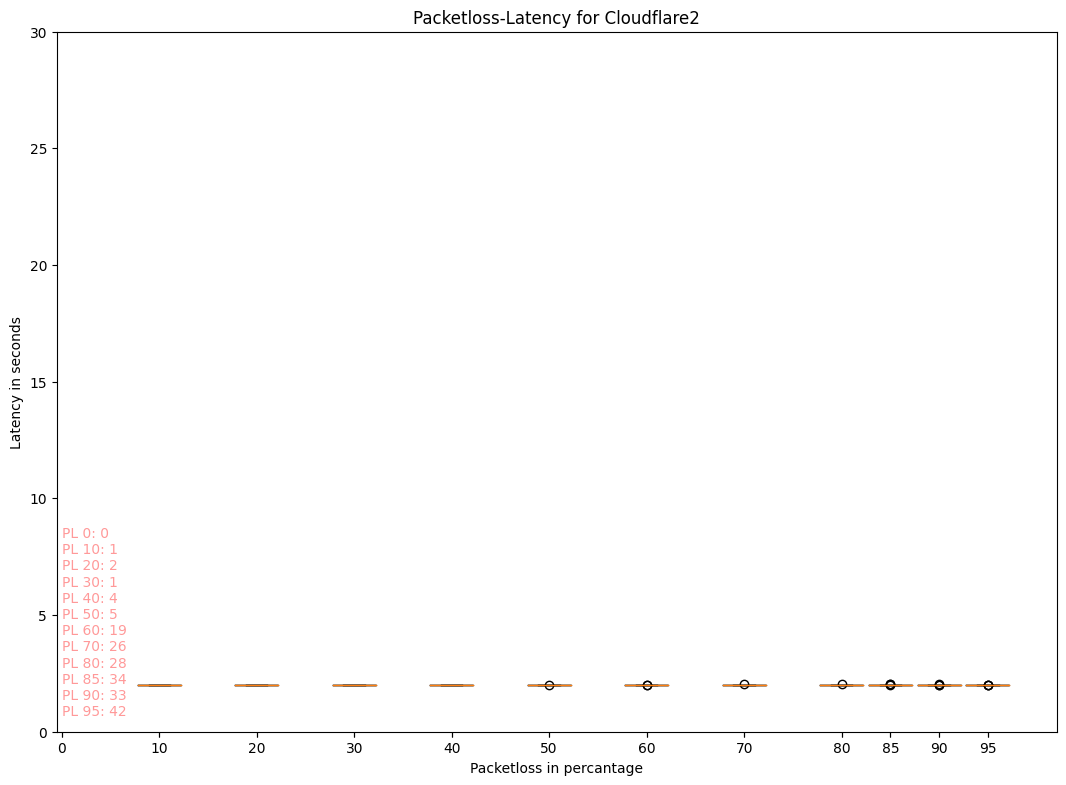 Packetloss-Latency for Cloudflare2
Latency in seconds
30
25
20
15
10
5
0
PL 0: 0
PL 10: 1
PL 20: 2
PL 30: 1
PL 40: 4
PL 50: 5
PL 60: 19
PL 70: 26
PL 80: 28
PL 85: 34
PL 90: 33
PL 95: 42
0 10 20 30 40 50 60 70 80 85 90 95
Packetloss in percantage